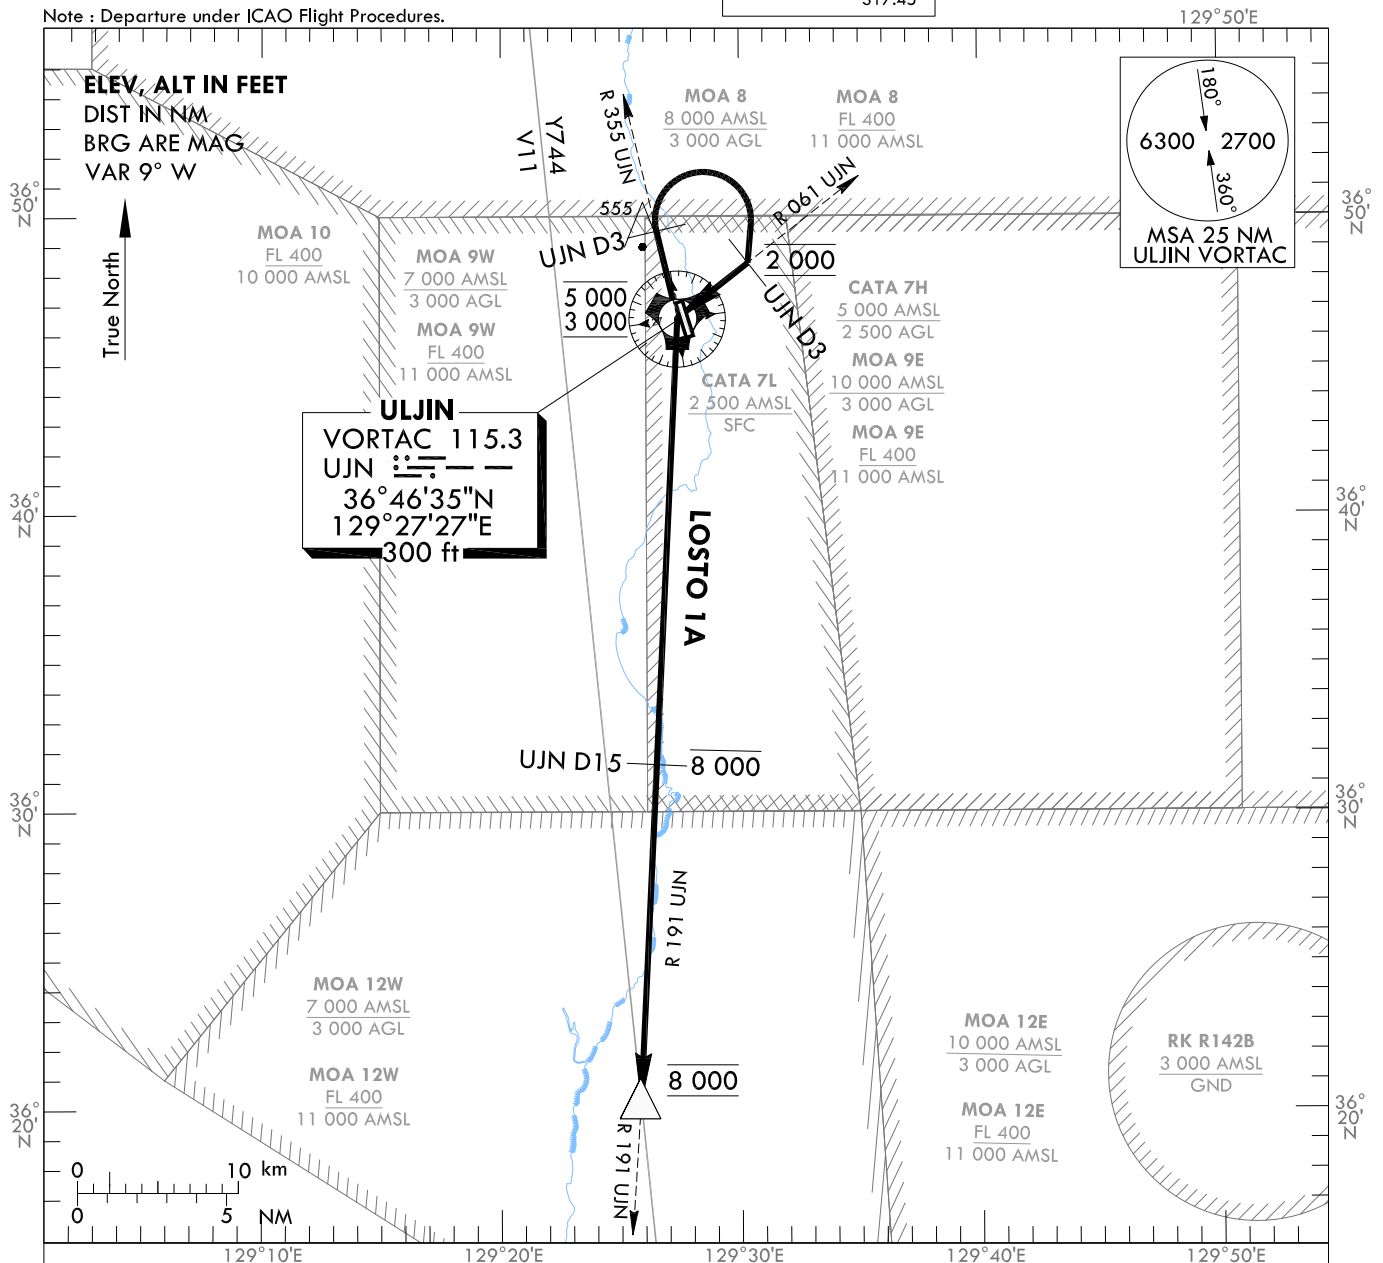 Note : Departure under ICAO Flight Procedures.
129°50'E
ELEV, ALT IN FEET
DIST IN NM
BRG ARE MAG
VAR 9° W
True North
V11
Y744
R 355 UJN
MOA 8
8 000 AMSL
3 000 AGL
MOA 8
FL 400
11 000 AMSL
R 061 UJN
180°
6300 2700
360°
MSA 25 NM
ULJIN VORTAC
36°
50'
N
36°
50'
N
555
UJN D3
2 000
UJN D3
MOA 10
FL 400
10 000 AMSL
MOA 9W
7 000 AMSL
3 000 AGL
MOA 9W
FL 400
11 000 AMSL
5 000
3 000
CATA 7H
5 000 AMSL
2 500 AGL
MOA 9E
10 000 AMSL
3 000 AGL
MOA 9E
FL 400
11 000 AMSL
CATA 7L
2 500 AMSL
SFC
ULJIN
VORTAC 115.3
UJN
36°46'35"N
129°27'27"E
300 ft
36°
40'
N
36°
40'
N
LOSTO 1A
UJN D15
8 000
36°
30'
N
36°
30'
N
R 191 UJN
MOA 12W
7 000 AMSL
3 000 AGL
MOA 12W
FL 400
11 000 AMSL
8 000
R 191 UJN
MOA 12E
10 000 AMSL
3 000 AGL
MOA 12E
FL 400
11 000 AMSL
RK R142B
3 000 AMSL
GND
36°
20'
N
36°
20'
N
0 10 km
0 5 NM
129°10'E
129°20'E
129°30'E
129°40'E
129°50'E